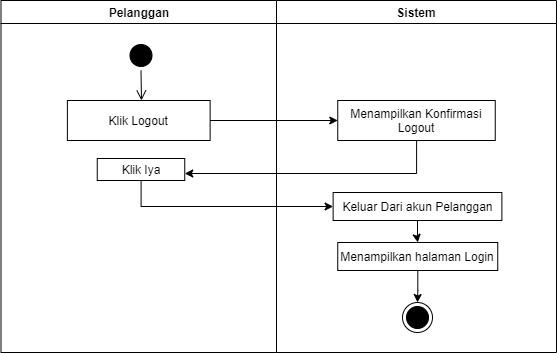 Pelanggan
Sistem
Klik Logout
Menampilkan Konfirmasi
Logout
Klik Iya
Keluar Dari akun Pelanggan
Menampilkan halaman Login